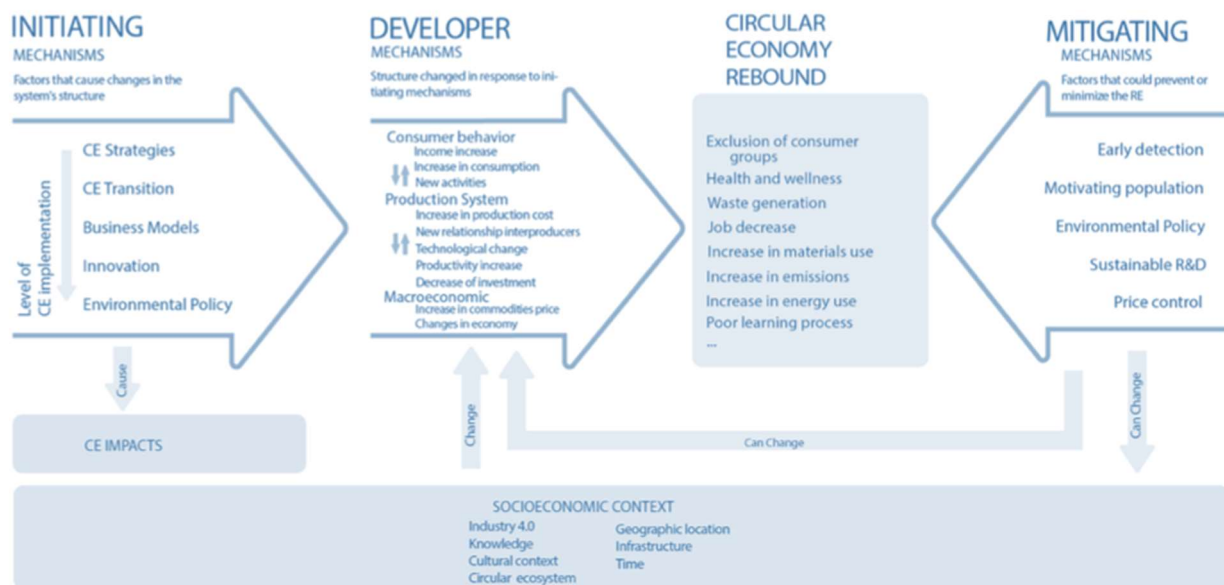 INITIATING
MECHANISMS
Factors that cause changes in the
system's structure
Level of
CE implementation
CE Strategies
CE Transition
Business Models
Innovation
Environmental Policy
Cause
CE IMPACTS
DEVELOPER
MECHANISMS
Structure changed in response to ini-
tiating mechanisms
Consumer behavior
Income increase
Increase in consumption
New activities
Production System
Increase in production cost
New relationship interproducers
Technological change
Productivity increase
Decrease of investment
Macroeconomic
Increase in commodities price
Changes in economy
Change
CIRCULAR
ECONOMY
REBOUND
Exclusion of consumer
groups
Health and wellness
Waste generation
Job decrease
Increase in materials use
Increase in emissions
Increase in energy use
Poor learning process
...
MITIGATING
MECHANISMS
Factors that could prevent or
minimize the RE
Early detection
Motivating population
Environmental Policy
Sustainable R&D
Price control
Can Change
Can Change
SOCIOECONOMIC CONTEXT
Industry 4.0
Knowledge
Cultural context
Circular ecosystem
Geographic location
Infrastructure
Time